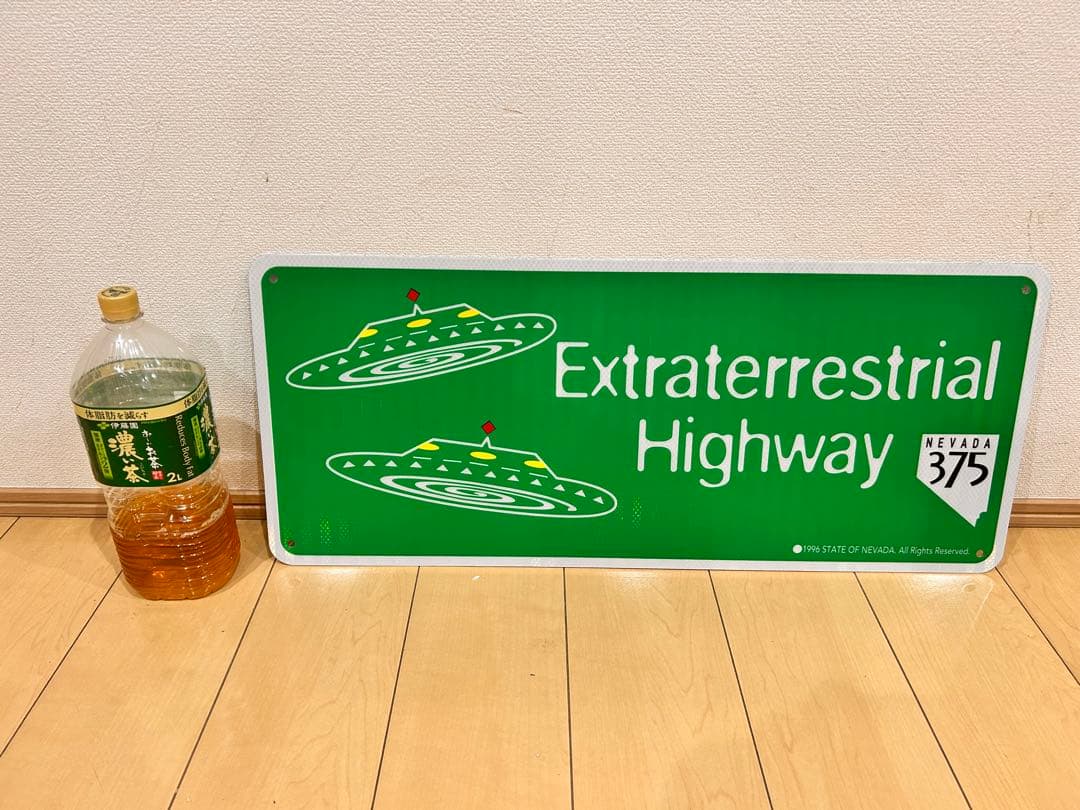 体脂肪を減らす
伊藤園
お〜いお茶
濃い茶
Reduces Body Fat
2L
Extraterrestrial
Highway
NEVADA
375
1996 STATE OF NEVADA. All Rights Reserved.